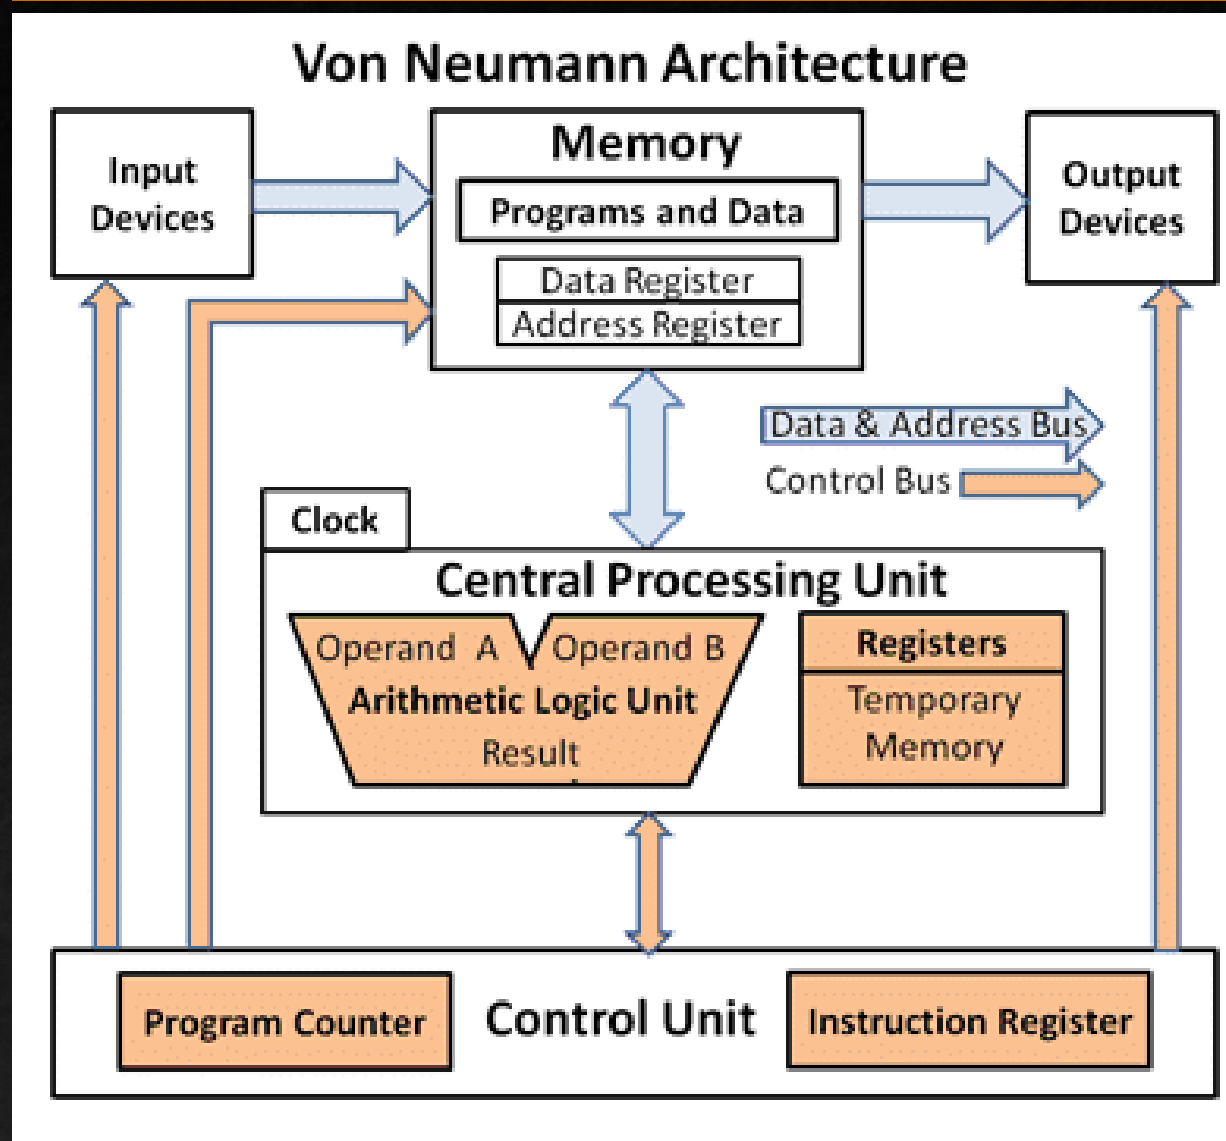 Von Neumann Architecture
Input
Devices
Memory
Programs and Data
Data Register
Address Register
Output
Devices
Data & Address Bus
Control Bus
Clock
Central Processing Unit
Operand A Operand B
Arithmetic Logic Unit
Result
Registers
Temporary
Memory
Program Counter
Control Unit
Instruction Register